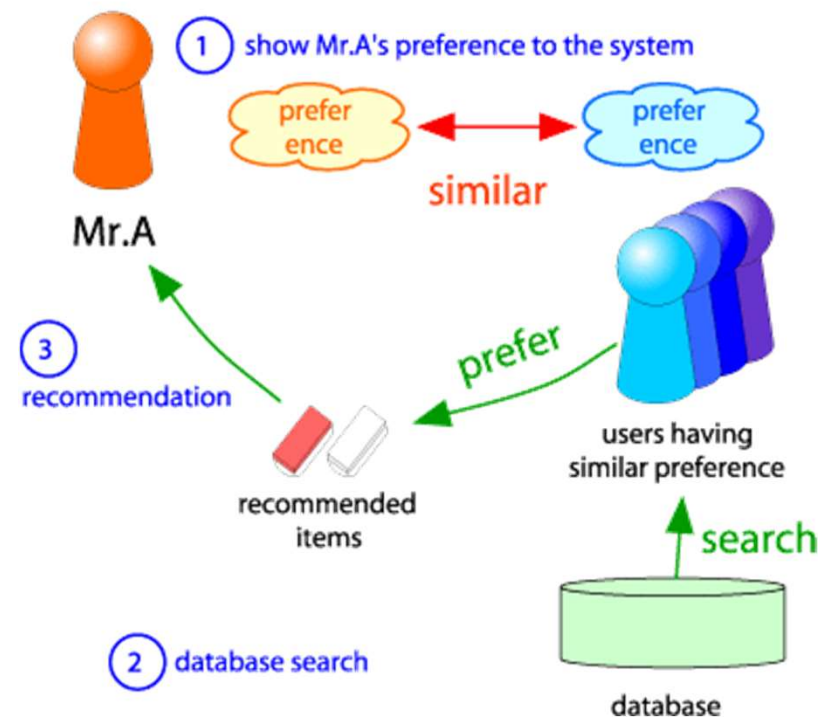 1 show Mr.A's preference to the system
prefer
ence
prefer
ence
similar
Mr.A
3
recommendation
prefer
users having
similar preference
recommended
items
search
2 database search
database